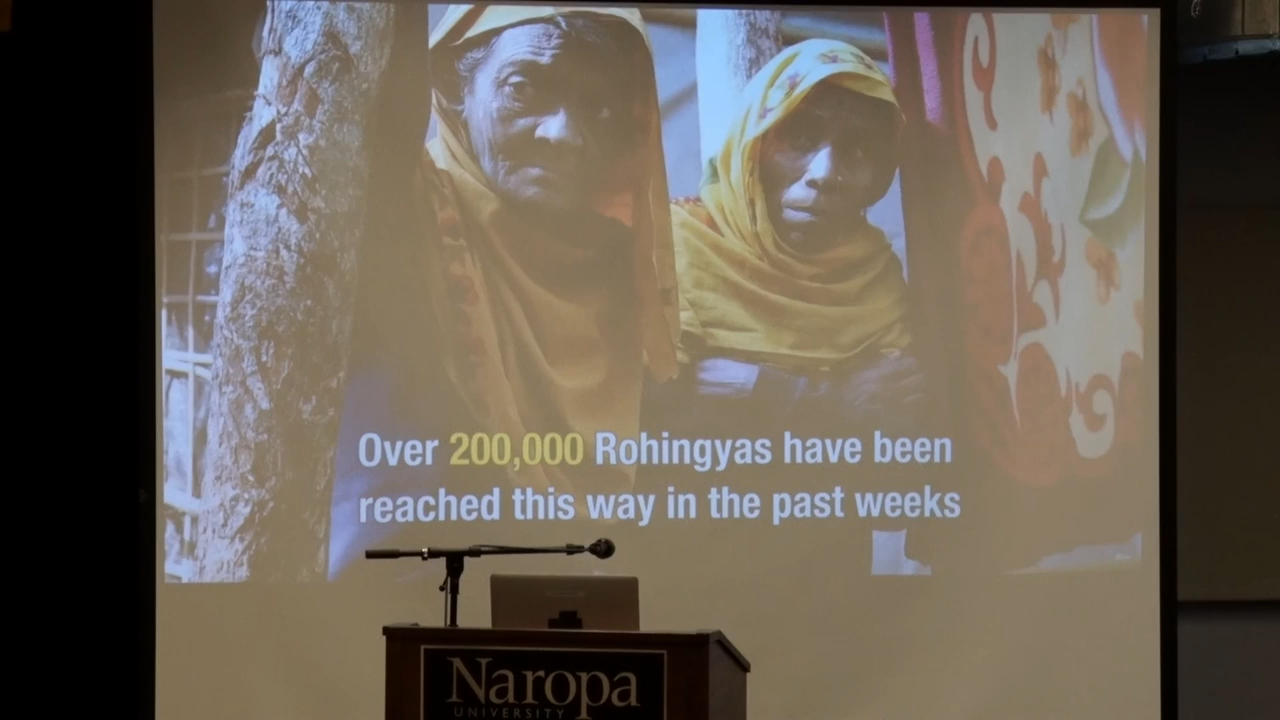 Over 200,000 Rohingyas have been
reached this way in the past weeks
Naropa
UNIVERSITY